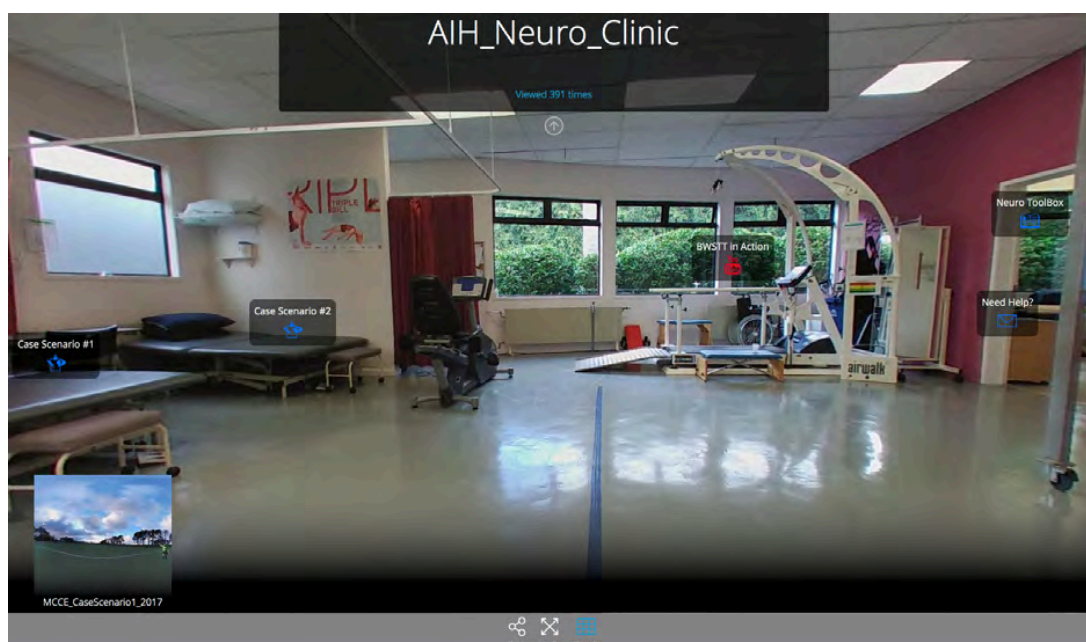 AIH_Neuro_Clinic
Viewed 391 times
TRIPLE
BILL
Neuro ToolBox
BWSTT in Action
Need Help?
Case Scenario #2
Case Scenario #1
airwalk
MCCE_CaseScenario1_2017